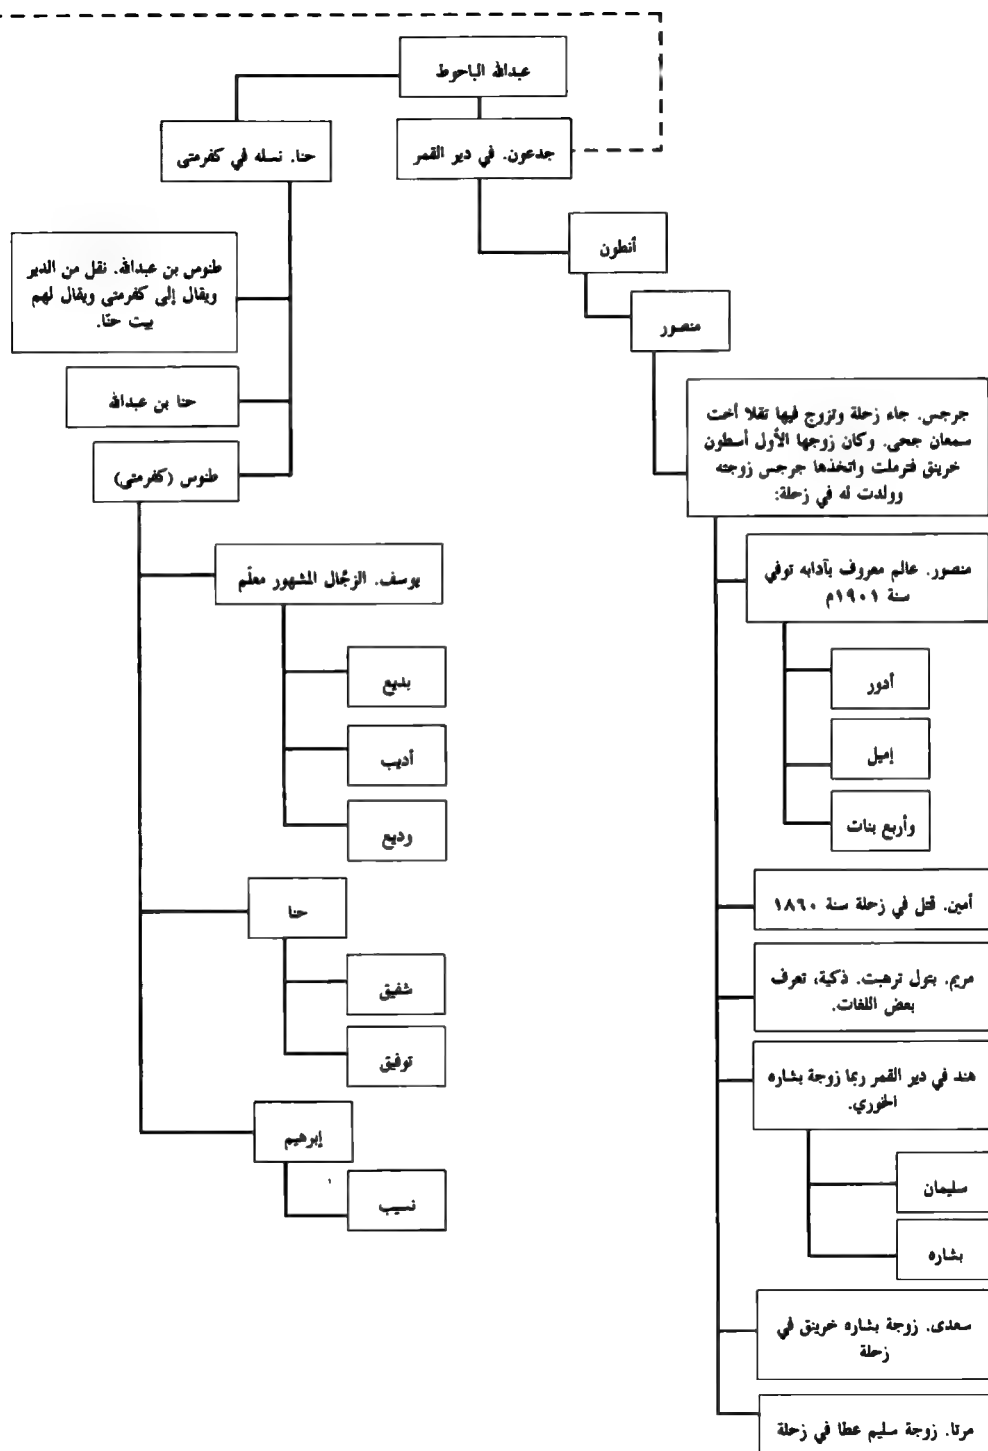 عبدالله الباحوط
جدعون. في دير القمر
حنا. نسله في كفرمتى
أنطون
منصور
جرجس. جاء زحلة وتزوج فيها تقلا أخت
سمعان جحى. وكان زوجها الأول أسطون
خرينق فترملت واتخذها جرجس زوجته
وولدت له في زحلة:
منصور. عالم معروف بآدابه توفي
سنة ١٩٠١م
أدور
إميل
وأربع بنات
أمين. قتل في زحلة سنة ١٨٦٠
مريم. بتول ترهبت. ذكية، تعرف
بعض اللغات.
هند في دير القمر ربما زوجة بشاره
الخوري.
سليمان
بشاره
سعدى. زوجة بشاره خرينق في
زحلة
مرتا. زوجة سليم عطا في زحلة
طنوس بن عبدالله. نقل من الدير
ويقال إلى كفرمتى ويقال لهم
بيت حنّا.
حنا بن عبدالله
طنوس (كفرمتى)
يوسف. الزجّال المشهور معلّم
بديع
أديب
وديع
حنا
شفيق
توفيق
إبرهيم
نسيب